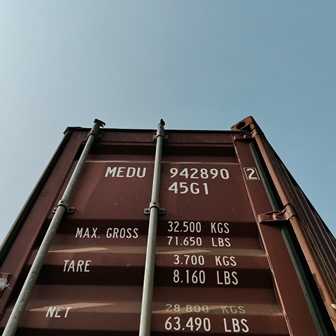 MEDU 942890 2
45G1
MAX. GROSS 32.500 KGS
71.650 LBS
TARE 3.700 KGS
8.160 LBS
NET 28.800 KGS
63.490 LBS